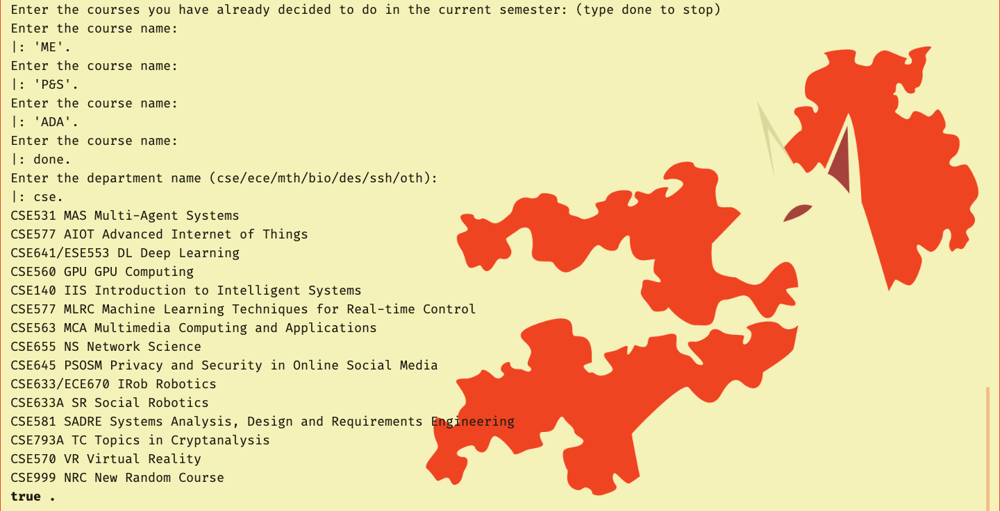 Enter the courses you have already decided to do in the current semester: (type done to stop)
Enter the course name:
|: 'ME'.
Enter the course name:
|: 'P&S'.
Enter the course name:
|: 'ADA'.
Enter the course name:
|: done.
Enter the department name (cse/ece/mth/bio/des/ssh/oth):
|: cse.
CSE531 MAS Multi-Agent Systems
CSE577 AIOT Advanced Internet of Things
CSE641/ESE553 DL Deep Learning
CSE560 GPU GPU Computing
CSE140 IIS Introduction to Intelligent Systems
CSE577 MLRC Machine Learning Techniques for Real-time Control
CSE563 MCA Multimedia Computing and Applications
CSE655 NS Network Science
CSE645 PSOSM Privacy and Security in Online Social Media
CSE633/ECE670 IRob Robotics
CSE633A SR Social Robotics
CSE581 SADRE Systems Analysis, Design and Requirements Engineering
CSE793A TC Topics in Cryptanalysis
CSE570 VR Virtual Reality
CSE999 NRC New Random Course
true .